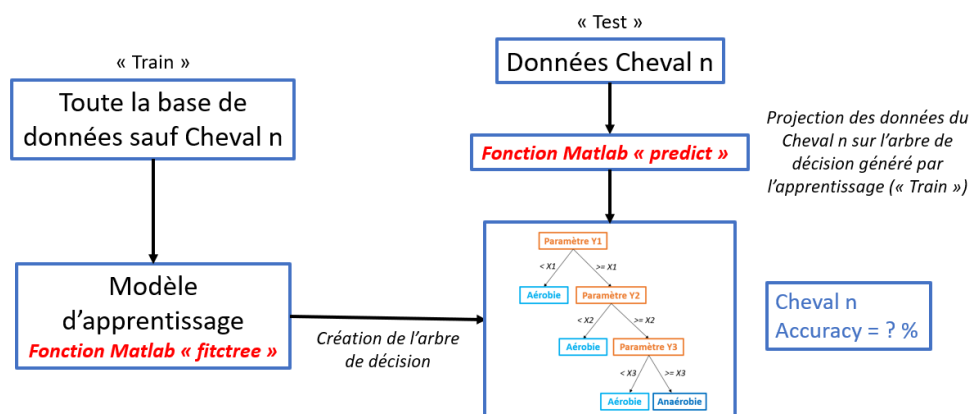 « Train »
Toute la base de
données sauf Cheval n
Modèle
d’apprentissage
Fonction Matlab « fitctree »
Création de l’arbre
de décision
« Test »
Données Cheval n
Fonction Matlab « predict »
Projection des données du
Cheval n sur l’arbre de
décision généré par
l’apprentissage (« Train »)
Paramètre Y1
< X1
>= X1
Aérobie
Paramètre Y2
< X2
>= X2
Aérobie
Paramètre Y3
< X3
>= X3
Aérobie
Anaérobie
Cheval n
Accuracy = ? %